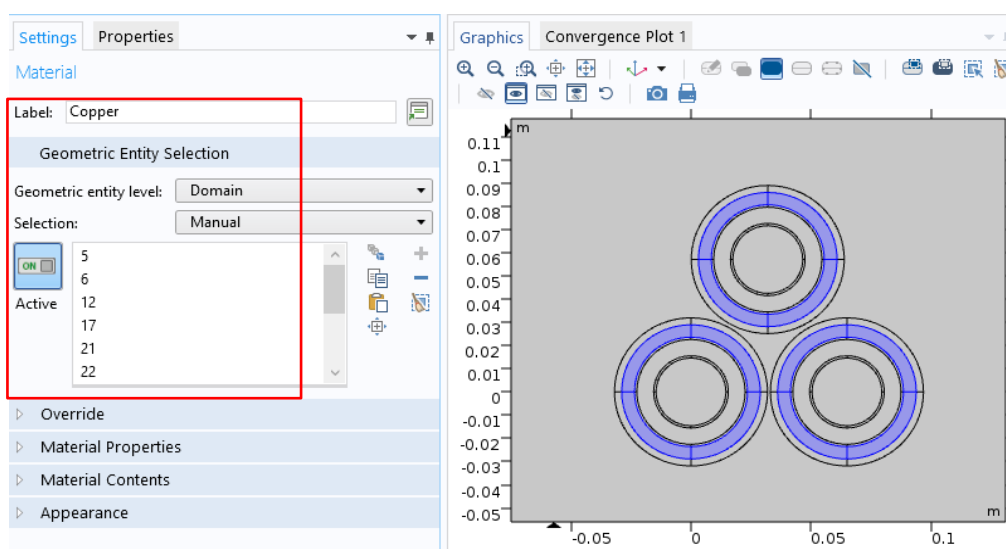 Settings Properties
Material
Label: Copper
Geometric Entity Selection
Geometric entity level: Domain
Selection: Manual
ON
Active
5
6
12
17
21
22
Override
Material Properties
Material Contents
Appearance
Graphics Convergence Plot 1
m
0.11
0.1
0.09
0.08
0.07
0.06
0.05
0.04
0.03
0.02
0.01
0
-0.01
-0.02
-0.03
-0.04
-0.05
m
-0.05 0 0.05 0.1